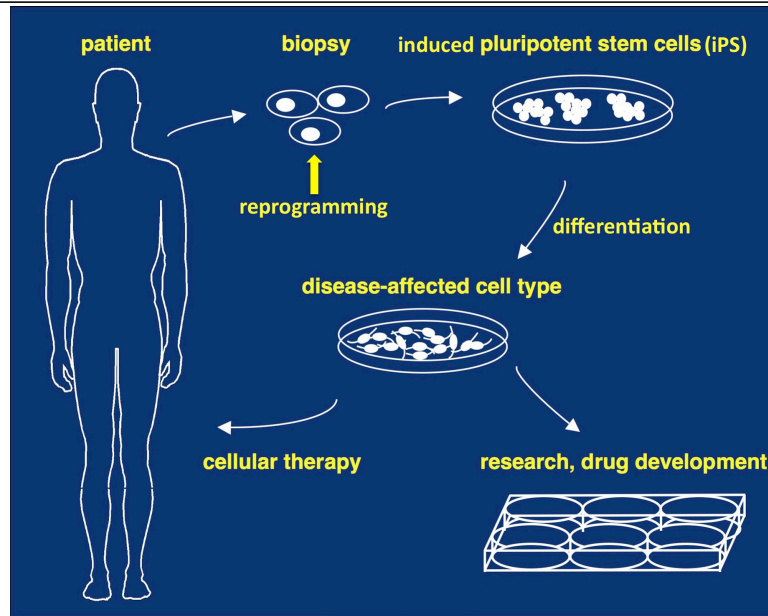 patient
biopsy
induced pluripotent stem cells (iPS)
reprogramming
differentiation
disease-affected cell type
cellular therapy
research, drug development